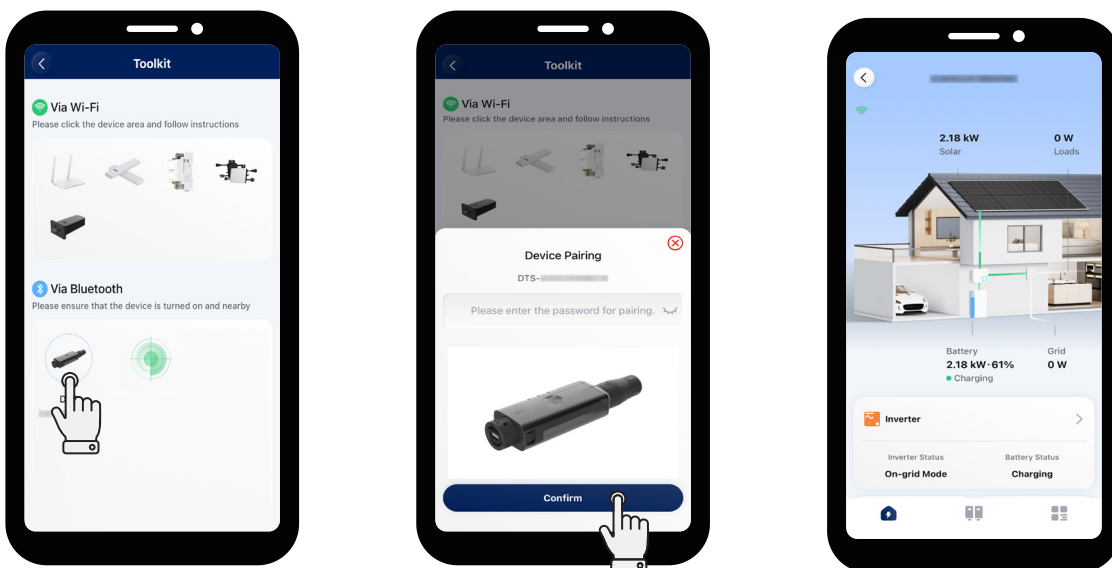 Toolkit
Via Wi-Fi
Please click the device area and follow instructions
Via Bluetooth
Please ensure that the device is turned on and nearby
Toolkit
Via Wi-Fi
Please click the device area and follow instructions
Device Pairing
DTS-
Please enter the password for pairing.
Confirm
2.18 kW 0 W
Solar Loads
Battery Grid
2.18 kW·61% 0 W
Charging
Inverter
Inverter Status Battery Status
On-grid Mode Charging